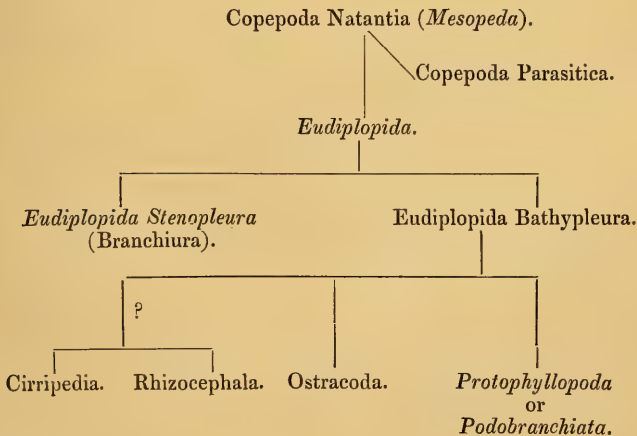 Copepoda Natantia (Mesopeda).
Copepoda Parasitica.
Eudiplopida.
Eudiplopida Stenopleura
(Branchiura).
Eudiplopida Bathypleura.
?
Cirripedia.
Rhizocephala.
Ostracoda.
Protophyllopoda
or
Podobranchiata.